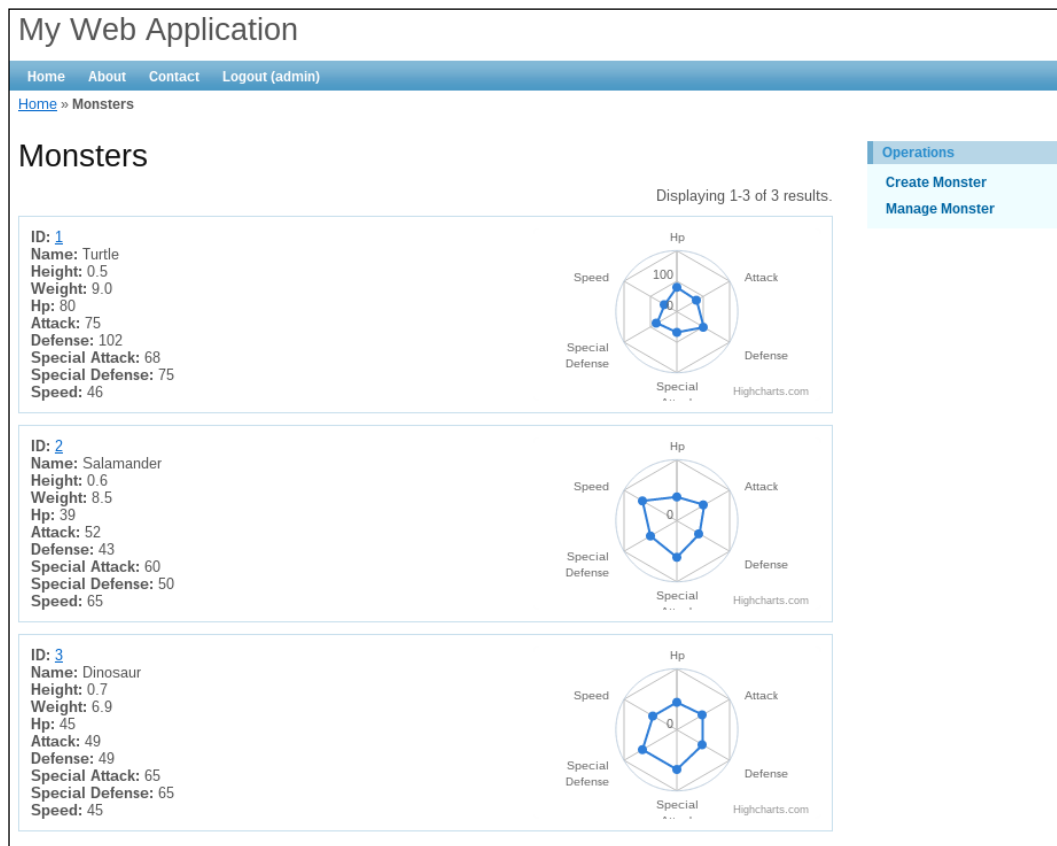 My Web Application
Home About Contact Logout (admin)
Home » Monsters
Monsters
Displaying 1-3 of 3 results.
ID: 1
Name: Turtle
Height: 0.5
Weight: 9.0
Hp: 80
Attack: 75
Defense: 102
Special Attack: 68
Special Defense: 75
Speed: 46
Hp
Speed
100
Attack
0
Special
Defense
Defense
Special
Highcharts.com
ID: 2
Name: Salamander
Height: 0.6
Weight: 8.5
Hp: 39
Attack: 52
Defense: 43
Special Attack: 60
Special Defense: 50
Speed: 65
Hp
Speed
Attack
0
Special
Defense
Defense
Special
Highcharts.com
ID: 3
Name: Dinosaur
Height: 0.7
Weight: 6.9
Hp: 45
Attack: 49
Defense: 49
Special Attack: 65
Special Defense: 65
Speed: 45
Hp
Speed
Attack
0
Special
Defense
Defense
Special
Highcharts.com
Operations
Create Monster
Manage Monster